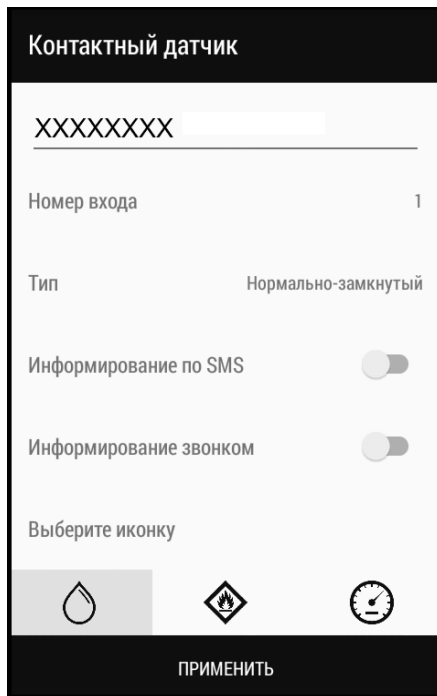 Контактный датчик
XXXXXXXX
Номер входа 1
Тип Нормально-замкнутый
Информирование по SMS
Информирование звонком
Выберите иконку
ПРИМЕНИТЬ